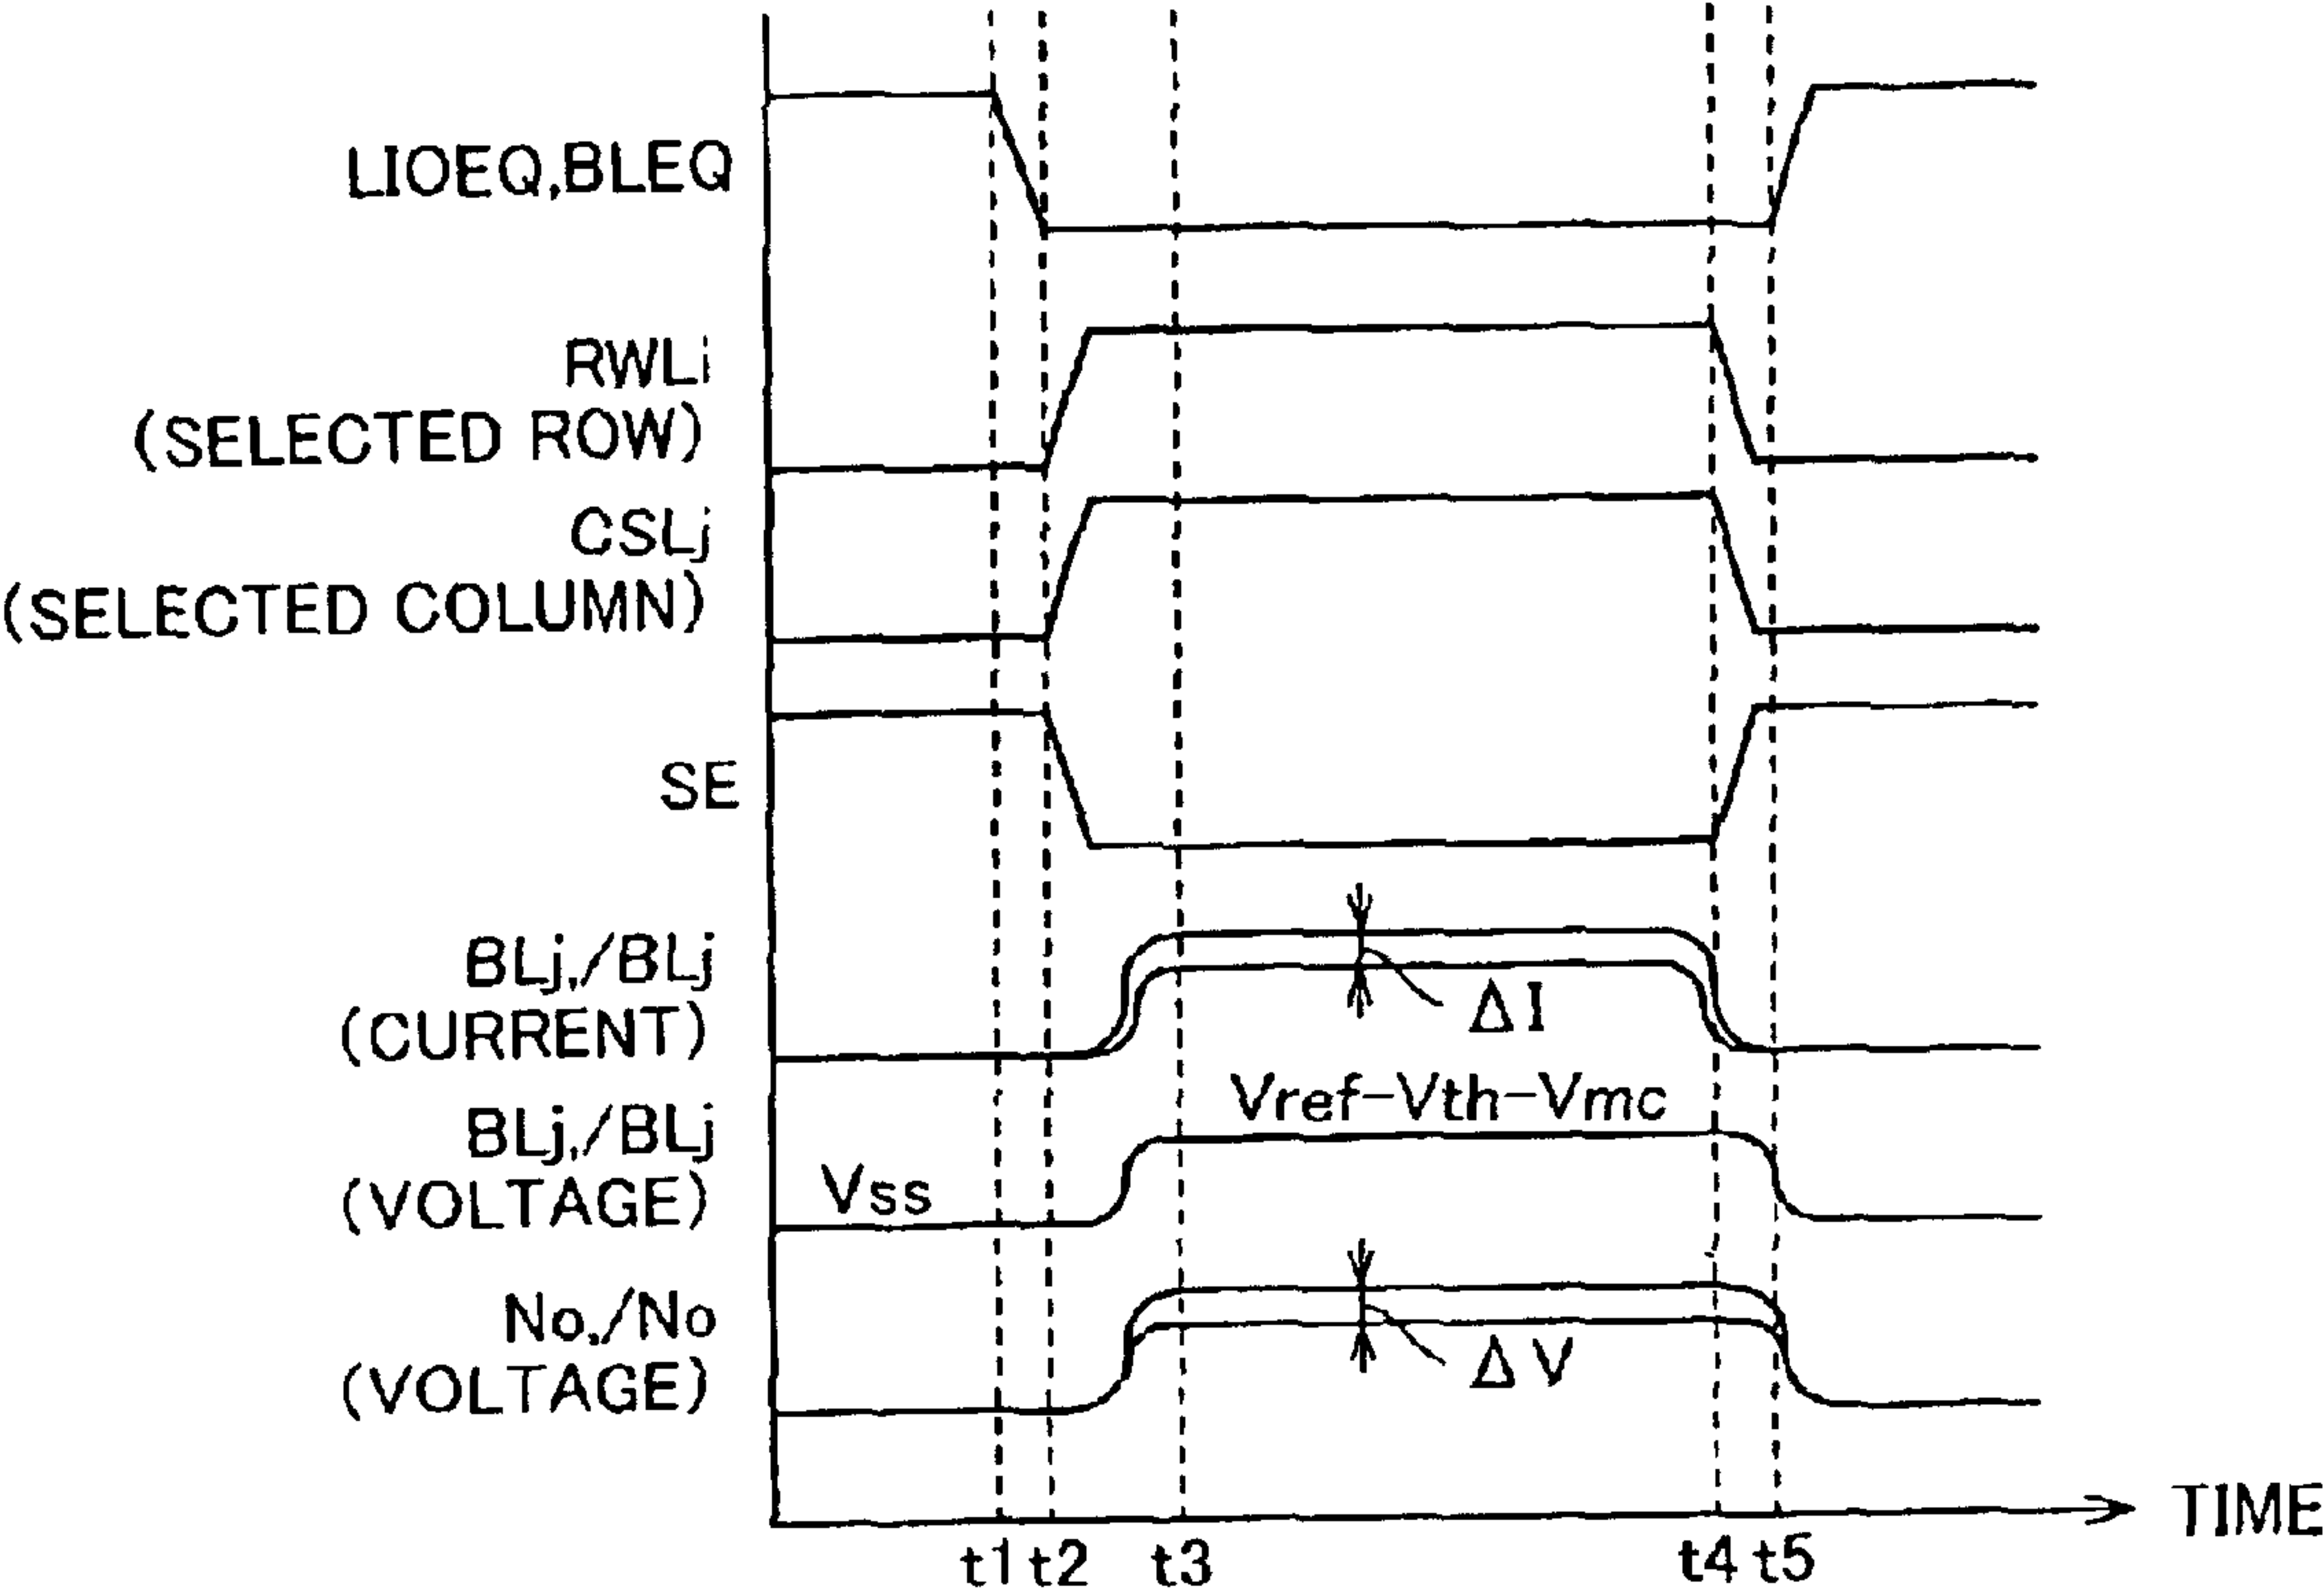 LIOEQ,BLEQ
RWLi
(SELECTED ROW)
CSLj
(SELECTED COLUMN)
SE
BLj,/BLj
(CURRENT)
ΔI
BLj,/BLj
(VOLTAGE)
Vss
Vref-Vth-Vmc
No,/No
(VOLTAGE)
ΔV
TIME
t1 t2 t3 t4 t5